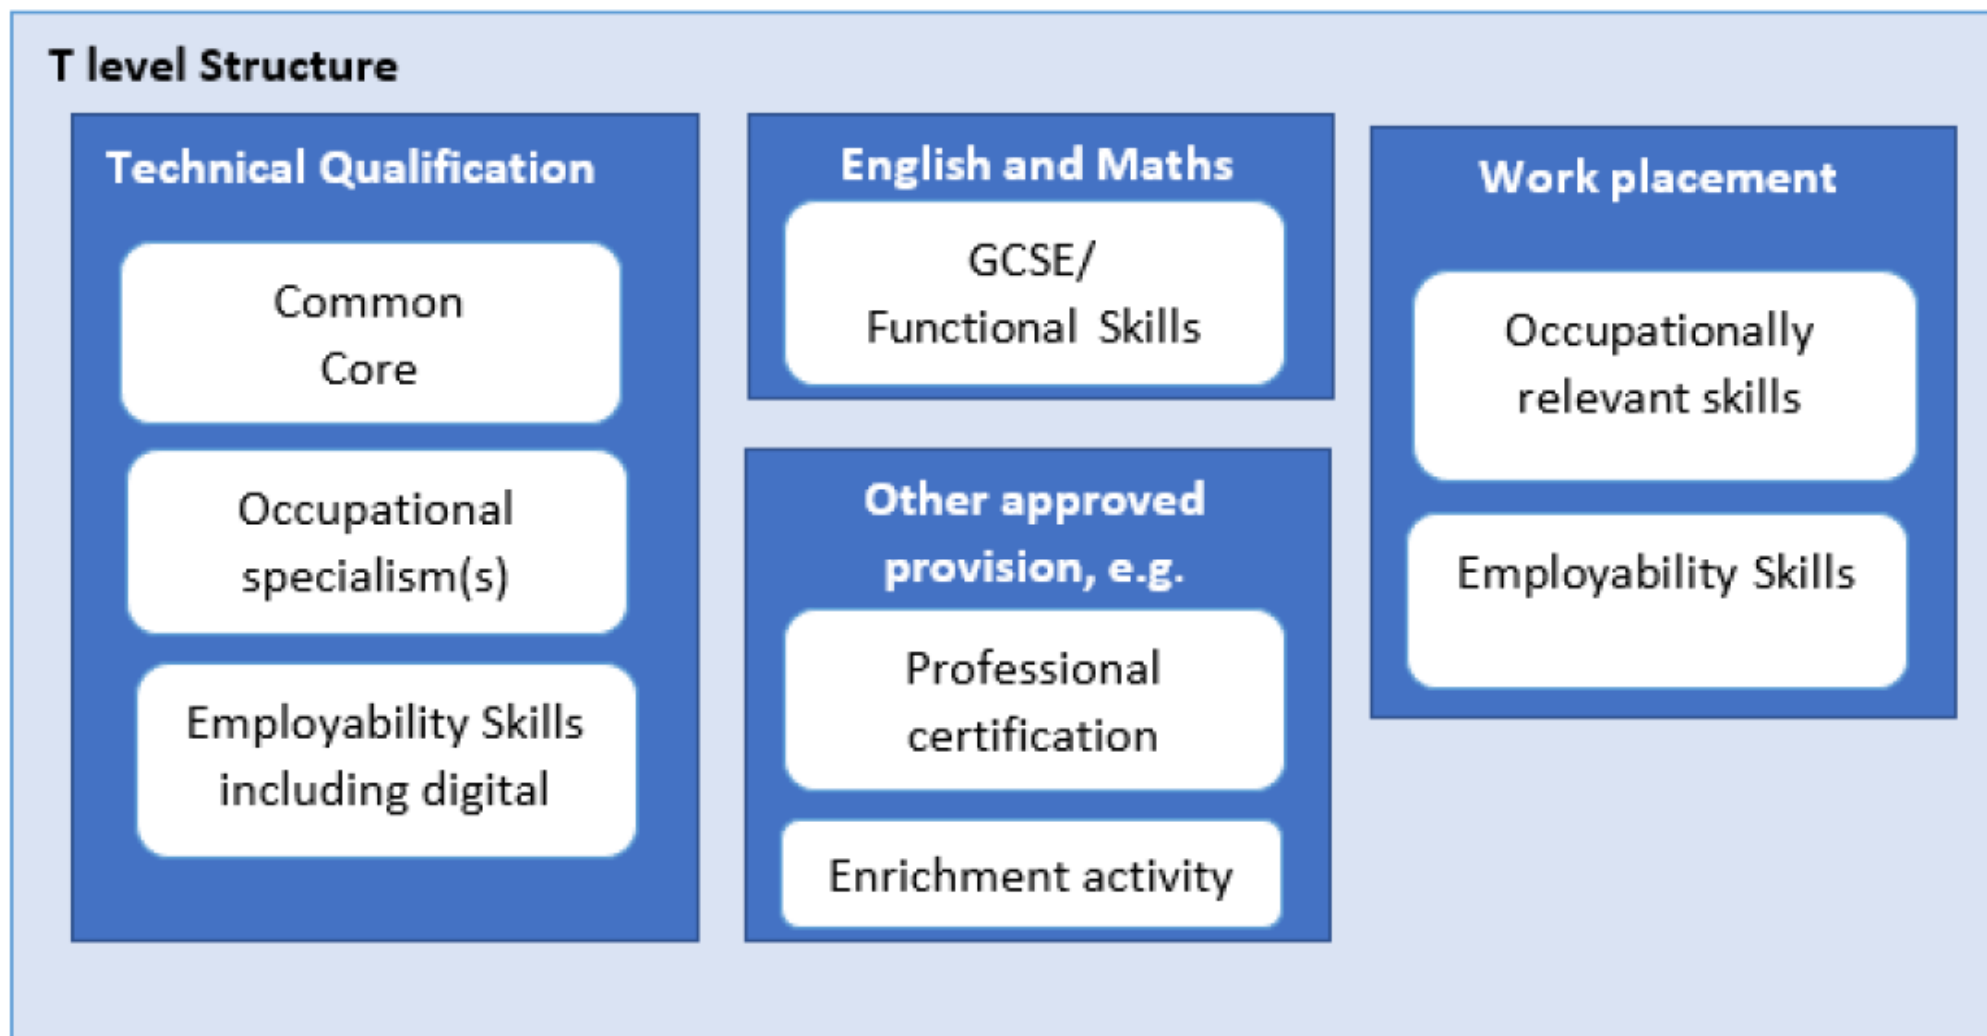 T level Structure
Technical Qualification
Common
Core
Occupational
specialism(s)
Employability Skills
including digital
English and Maths
GCSE/
Functional Skills
Other approved
provision, e.g.
Professional
certification
Enrichment activity
Work placement
Occupationally
relevant skills
Employability Skills